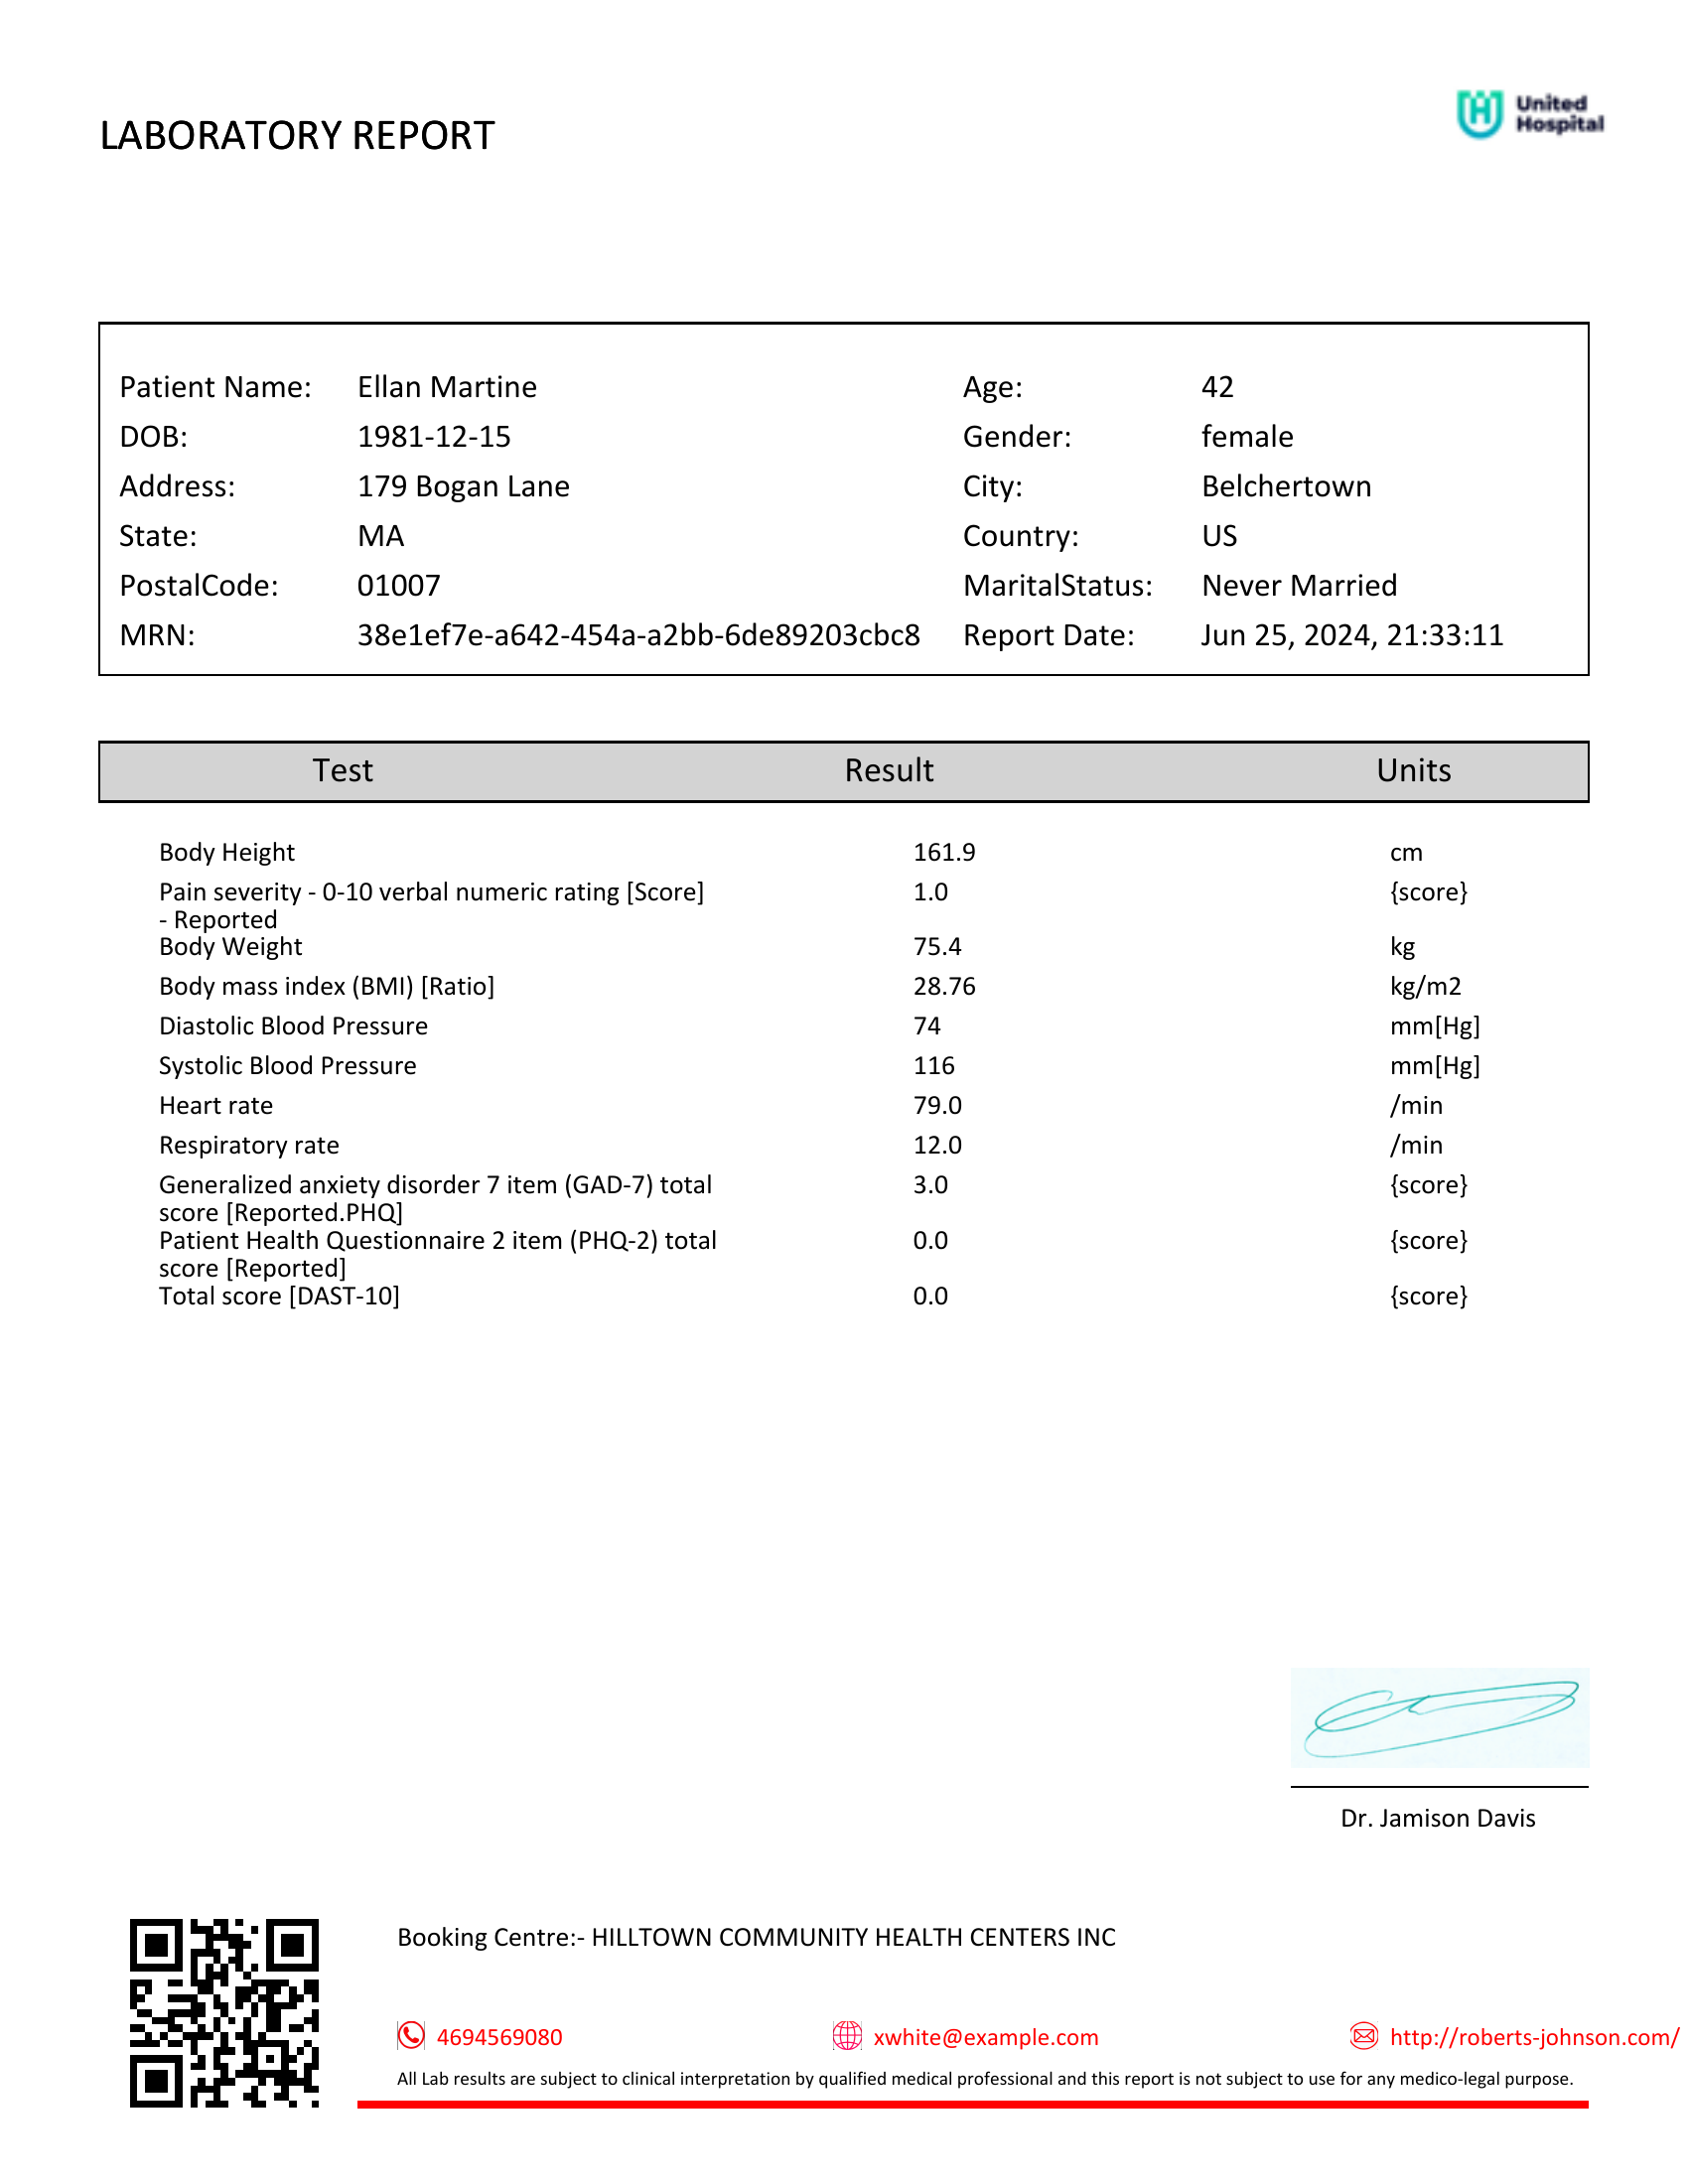 LABORATORY REPORT
United
Hospital
Patient Name: Ellan Martine Age: 42
DOB: 1981-12-15 Gender: female
Address: 179 Bogan Lane City: Belchertown
State: MA Country: US
PostalCode: 01007 MaritalStatus: Never Married
MRN: 38e1ef7e-a642-454a-a2bb-6de89203cbc8 Report Date: Jun 25, 2024, 21:33:11
Test Result Units
Body Height 161.9 cm
Pain severity - 0-10 verbal numeric rating [Score] 1.0 {score}
- Reported
Body Weight 75.4 kg
Body mass index (BMI) [Ratio] 28.76 kg/m2
Diastolic Blood Pressure 74 mm[Hg]
Systolic Blood Pressure 116 mm[Hg]
Heart rate 79.0 /min
Respiratory rate 12.0 /min
Generalized anxiety disorder 7 item (GAD-7) total 3.0 {score}
score [Reported.PHQ]
Patient Health Questionnaire 2 item (PHQ-2) total 0.0 {score}
score [Reported]
Total score [DAST-10] 0.0 {score}
Dr. Jamison Davis
Booking Centre:- HILLTOWN COMMUNITY HEALTH CENTERS INC
4694569080 xwhite@example.com http://roberts-johnson.com/
All Lab results are subject to clinical interpretation by qualified medical professional and this report is not subject to use for any medico-legal purpose.